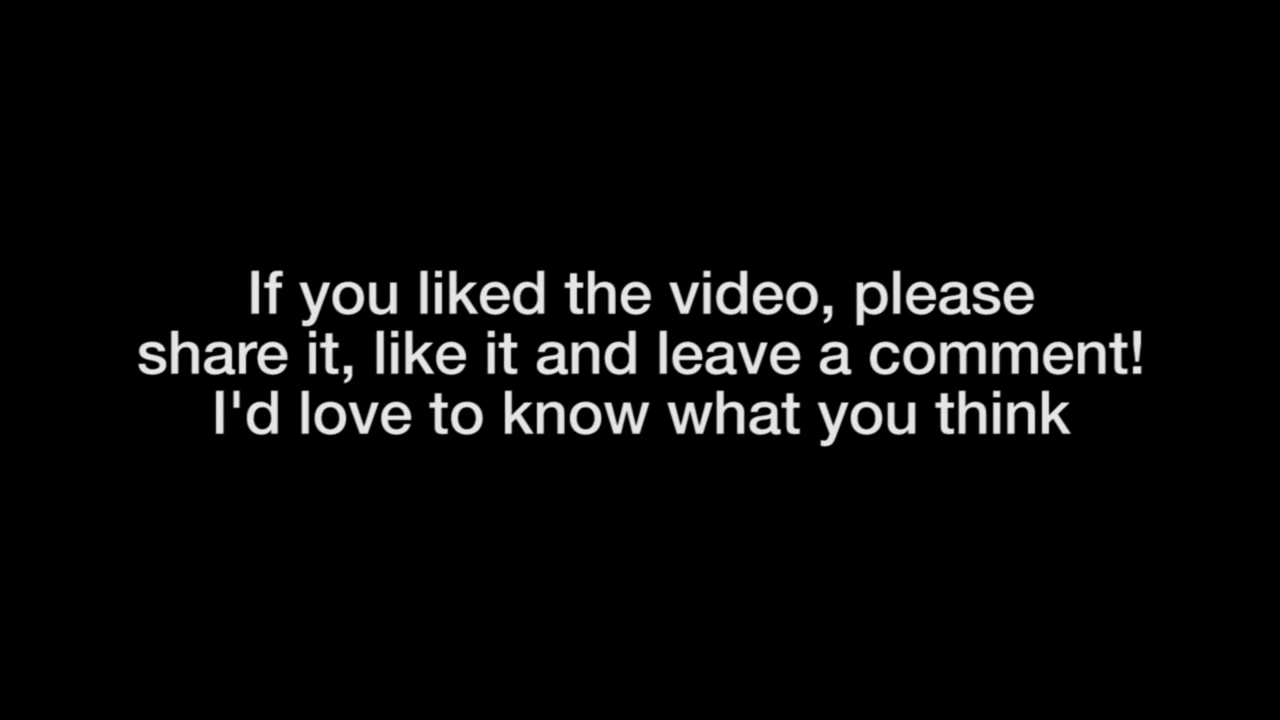 If you liked the video, please
share it, like it and leave a comment!
I'd love to know what you think